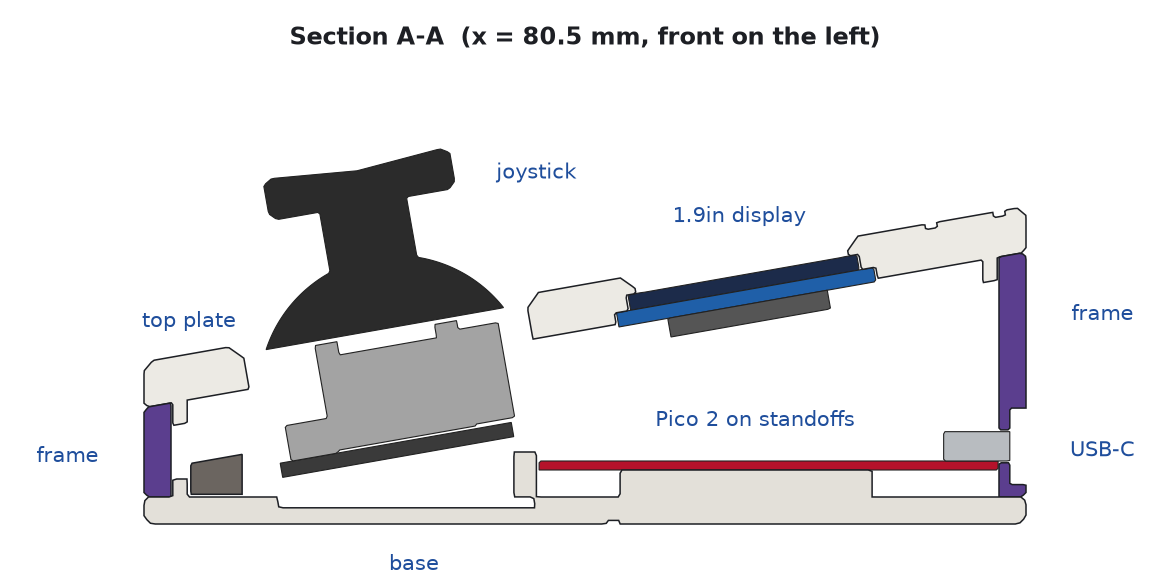 Section A-A (x = 80.5 mm, front on the left)
joystick
1.9in display
top plate
frame
Pico 2 on standoffs
frame
USB-C
base